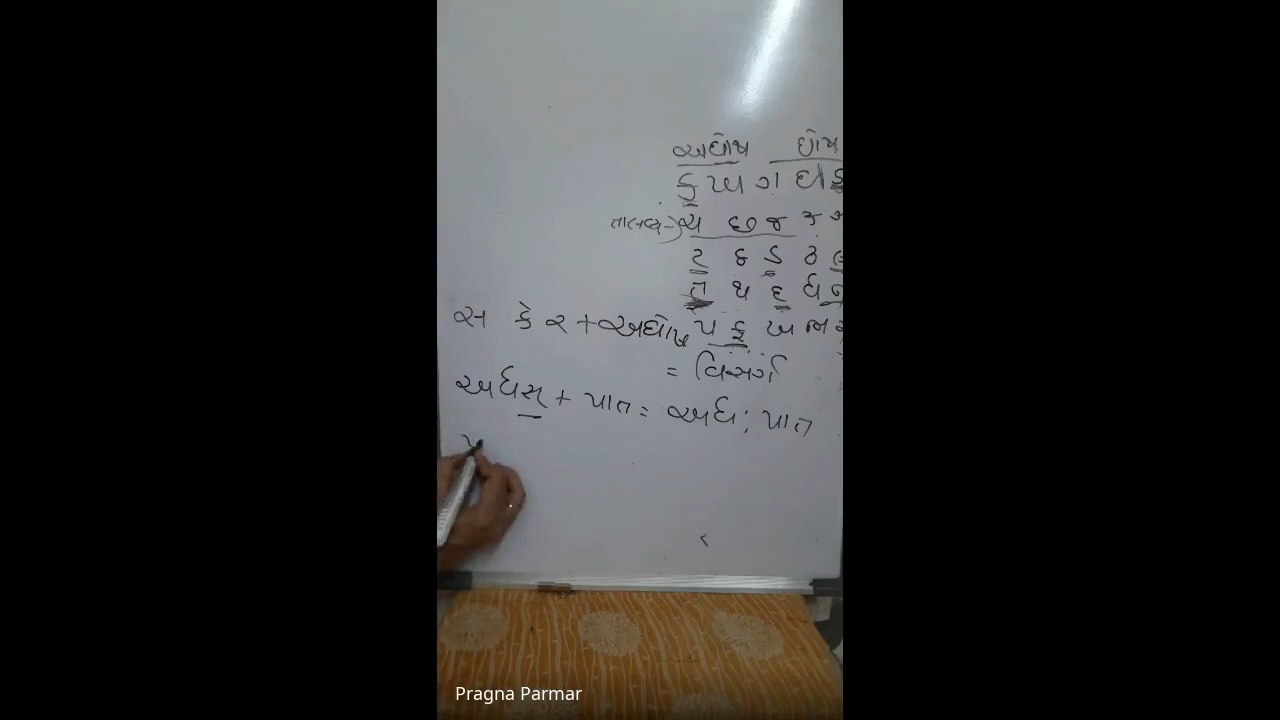 અઘોષ ઘોષ
ક ખ ગ ઘ ઙ
તાલવ્ય-> ચ છ જ ઝ
ટ ઠ ડ ઢ
ત થ દ ધ ન
સ કે ર + અઘોષ પ ફ બ ભ
= વિસર્ગ
અધસ્ + પાત = અધ: પાત
Pragna Parmar